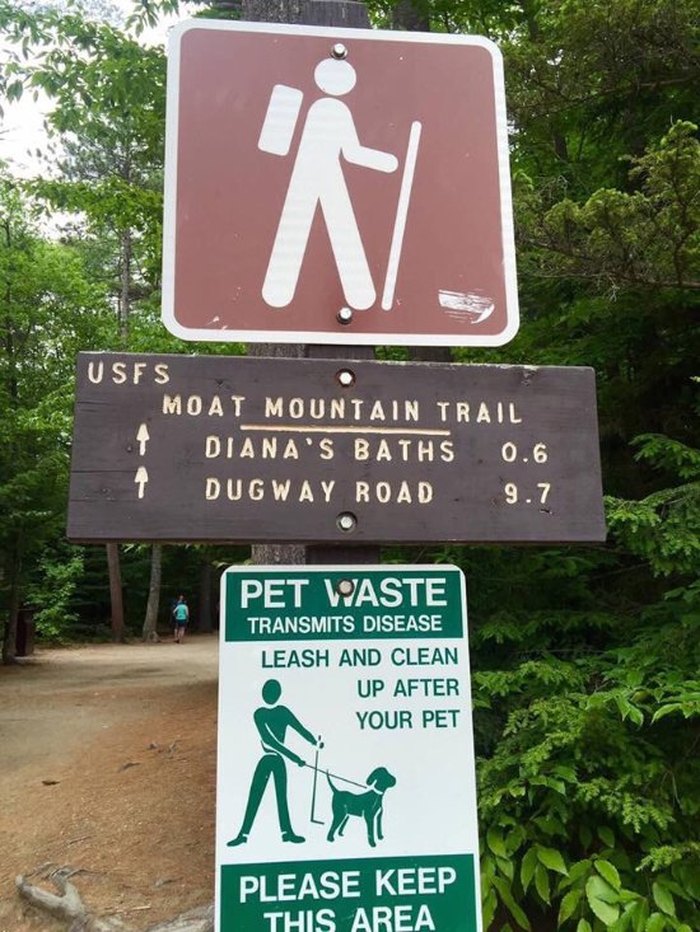 USFS
MOAT MOUNTAIN TRAIL
DIANA'S BATHS 0.6
DUGWAY ROAD 9.7
PET WASTE
TRANSMITS DISEASE
LEASH AND CLEAN
UP AFTER
YOUR PET
PLEASE KEEP
THIS AREA